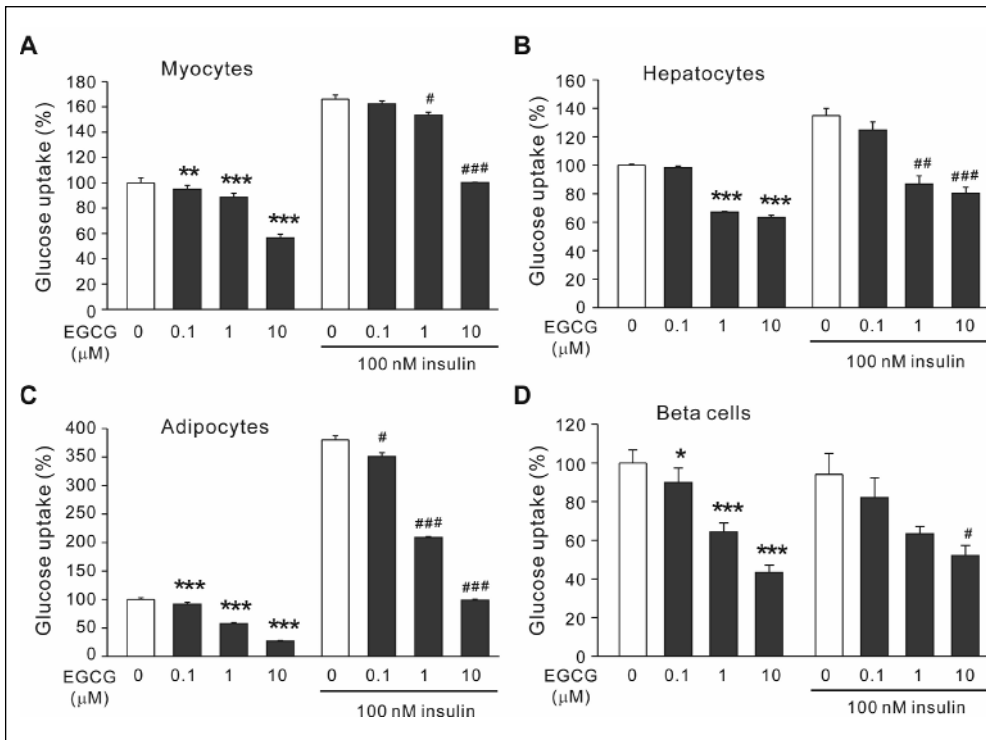 A
Myocytes
Glucose uptake (%)
180
160
140
120
100
80
60
40
20
0
** *** *** # ###
EGCG 0 0.1 1 10 0 0.1 1 10
(μM)
100 nM insulin
B
Hepatocytes
Glucose uptake (%)
160
140
120
100
80
60
40
20
0
*** *** ## ###
EGCG 0 0.1 1 10 0 0.1 1 10
(μM)
100 nM insulin
C
Adipocytes
Glucose uptake (%)
400
350
300
250
200
150
100
50
0
*** *** *** # ### ###
EGCG 0 0.1 1 10 0 0.1 1 10
(μM)
100 nM insulin
D
Beta cells
Glucose uptake (%)
120
100
80
60
40
20
0
* *** *** #
EGCG 0 0.1 1 10 0 0.1 1 10
(μM)
100 nM insulin